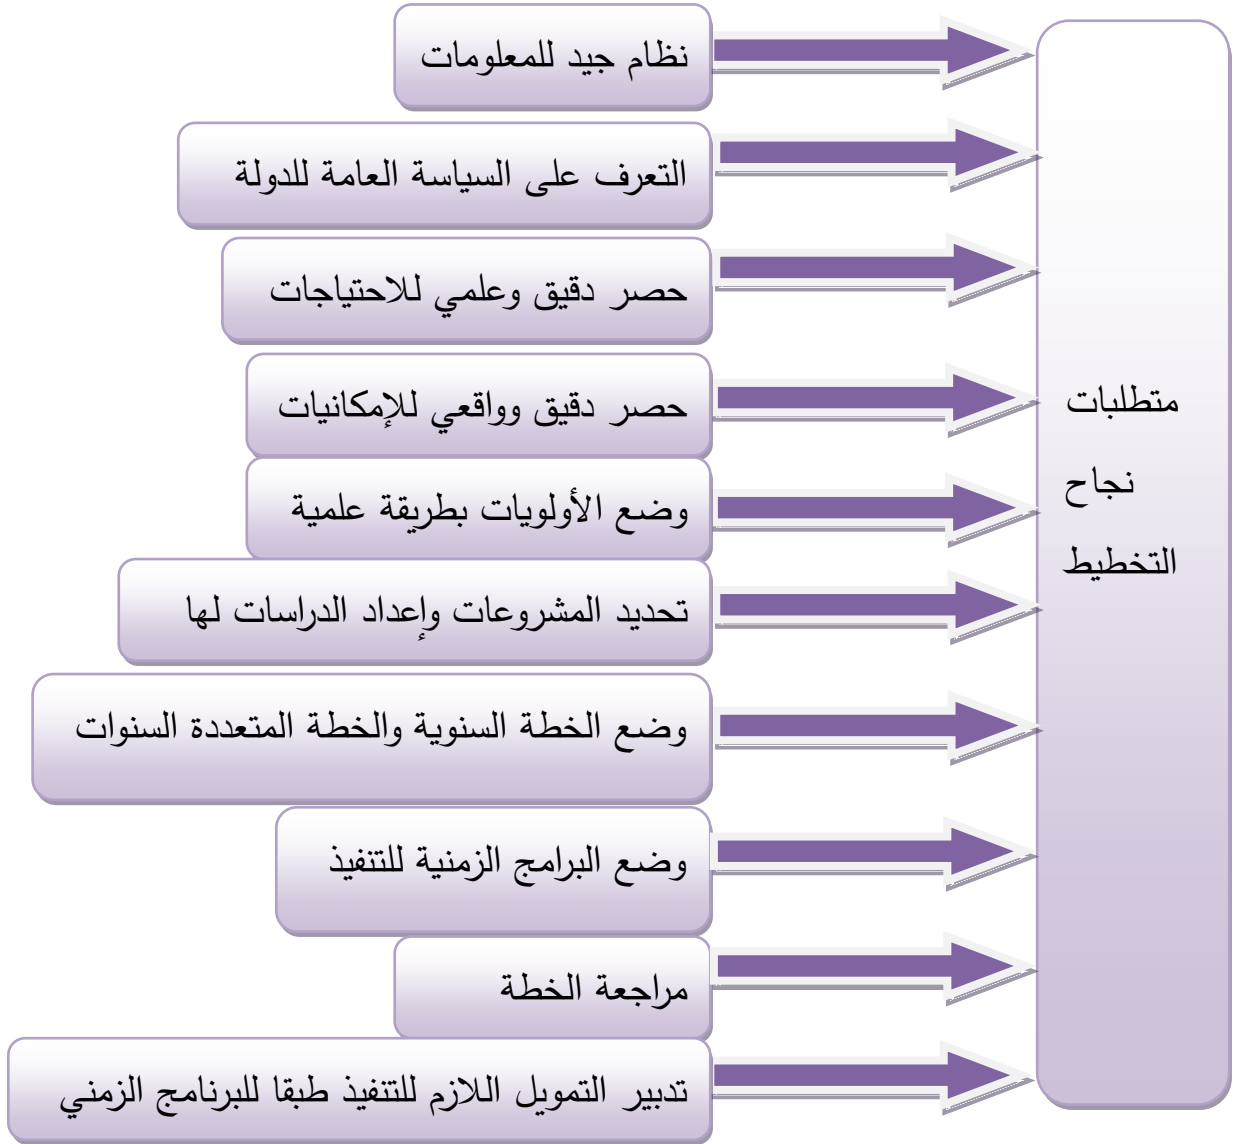 نظام جيد للمعلومات
التعرف على السياسة العامة للدولة
حصر دقيق وعلمي للاحتياجات
حصر دقيق وواقعي للإمكانيات
وضع الأولويات بطريقة علمية
تحديد المشروعات وإعداد الدراسات لها
وضع الخطة السنوية والخطة المتعددة السنوات
وضع البرامج الزمنية للتنفيذ
مراجعة الخطة
تدبير التمويل اللازم للتنفيذ طبقا للبرنامج الزمني
متطلبات
نجاح
التخطيط